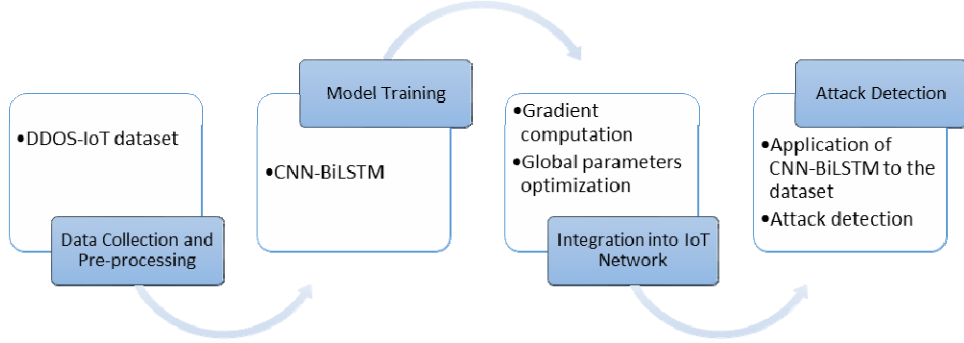 •DDOS-IoT dataset
Data Collection and
Pre-processing
Model Training
•CNN-BiLSTM
•Gradient
computation
•Global parameters
optimization
Integration into IoT
Network
Attack Detection
•Application of
CNN-BiLSTM to the
dataset
•Attack detection